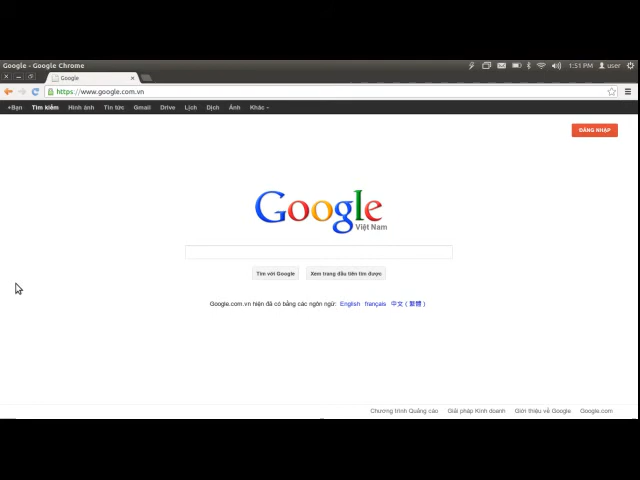 Google - Google Chrome
1:51 PM user
Google
https://www.google.com.vn
+Bạn Tìm kiếm Hình ảnh Tin tức Gmail Drive Lịch Dịch Ảnh Khác
ĐĂNG NHẬP
Google
Việt Nam
Tìm với Google Xem trang đầu tiên tìm được
Google.com.vn hiện đã có bằng các ngôn ngữ: English français 中文 (繁體)
Chương trình Quảng cáo Giải pháp Kinh doanh Giới thiệu về Google Google.com